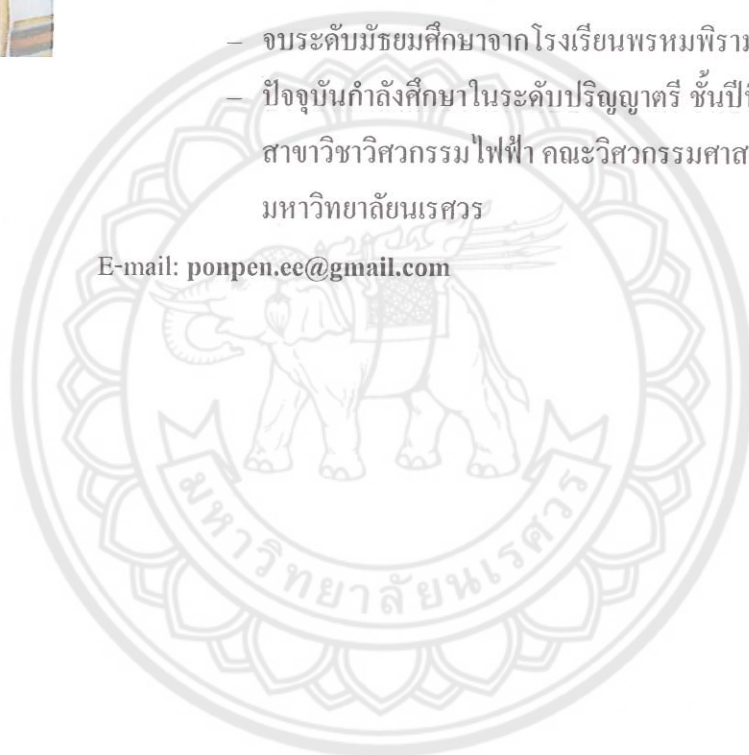 – จบระดับมัธยมศึกษาจากโรงเรียนพรหมพิราม
– ปัจจุบันกำลังศึกษาในระดับปริญญาตรี ชั้นปีที่
สาขาวิชาวิศวกรรมไฟฟ้า คณะวิศวกรรมศาส
มหาวิทยาลัยนเรศวร
E-mail: ponpen.ee@gmail.com
มหาวิทยาลัยนเรศวร